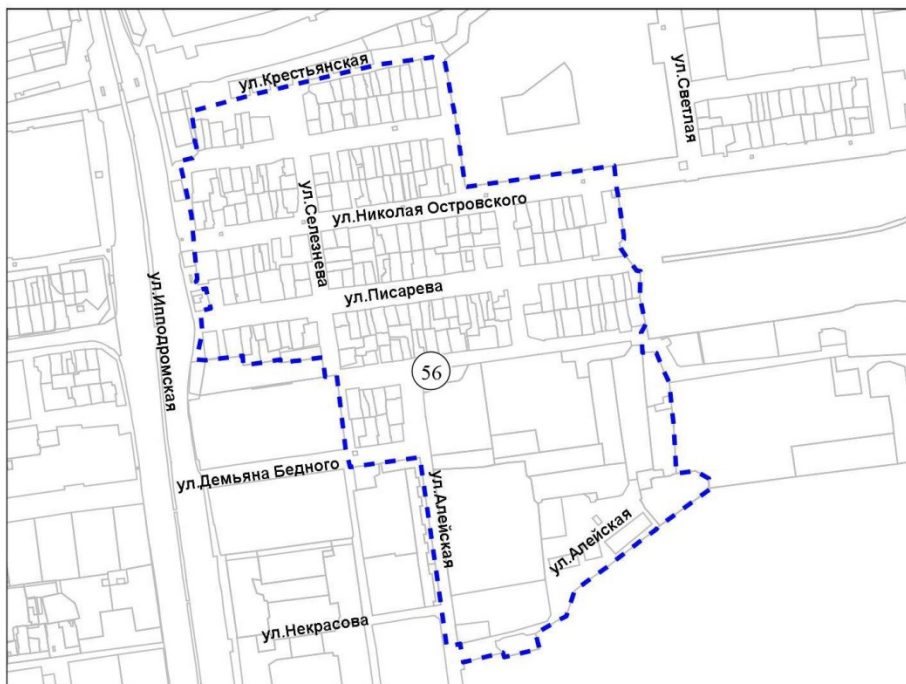 ул.Крестьянская
ул.Светлая
ул.Селезнева
ул.Николая Островского
ул.Писарева
ул.Ипподромская
56
ул.Демьяна Бедного
ул.Алейская
ул.Алейская
ул.Некрасова